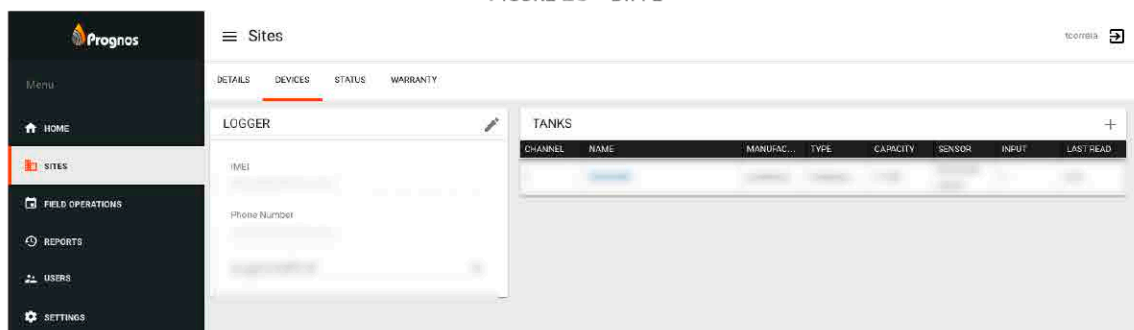 Prognos
Sites
tcorreia
Menu
DETAILS DEVICES STATUS WARRANTY
HOME
LOGGER
TANKS
CHANNEL NAME MANUFAC... TYPE CAPACITY SENSOR INPUT LAST READ
SITES
IMEI
FIELD OPERATIONS
Phone Number
REPORTS
USERS
SETTINGS